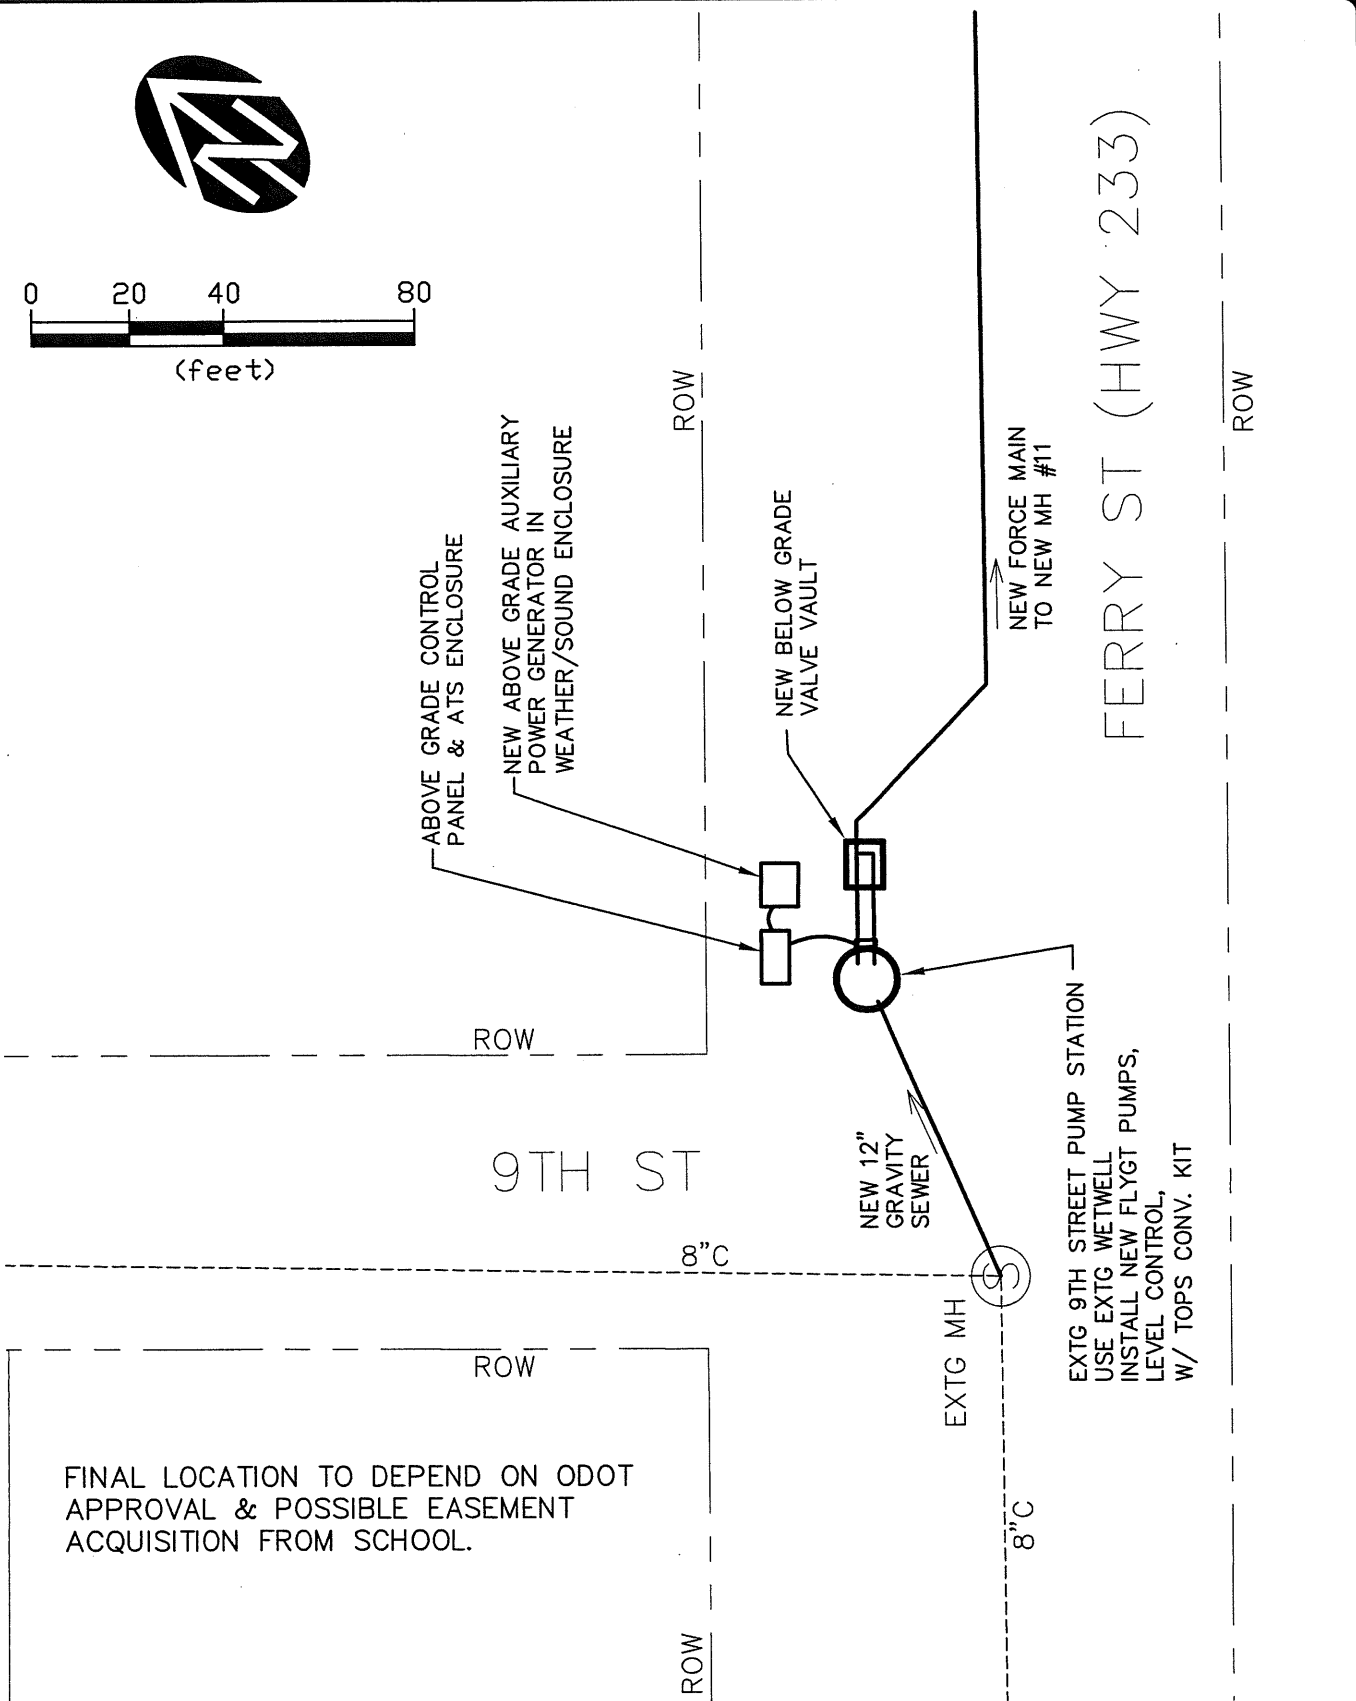 N
0 20 40 80
(feet)
ROW
ROW
FERRY ST (HWY 233)
NEW FORCE MAIN
TO NEW MH #11
ABOVE GRADE CONTROL
PANEL & ATS ENCLOSURE
NEW ABOVE GRADE AUXILIARY
POWER GENERATOR IN
WEATHER/SOUND ENCLOSURE
NEW BELOW GRADE
VALVE VAULT
ROW
9TH ST
NEW 12"
GRAVITY
SEWER
EXTG 9TH STREET PUMP STATION
USE EXTG WETWELL
INSTALL NEW FLYGT PUMPS,
LEVEL CONTROL,
W/ TOPS CONV. KIT
8"C
S
EXTG MH
ROW
8"C
FINAL LOCATION TO DEPEND ON ODOT
APPROVAL & POSSIBLE EASEMENT
ACQUISITION FROM SCHOOL.
ROW